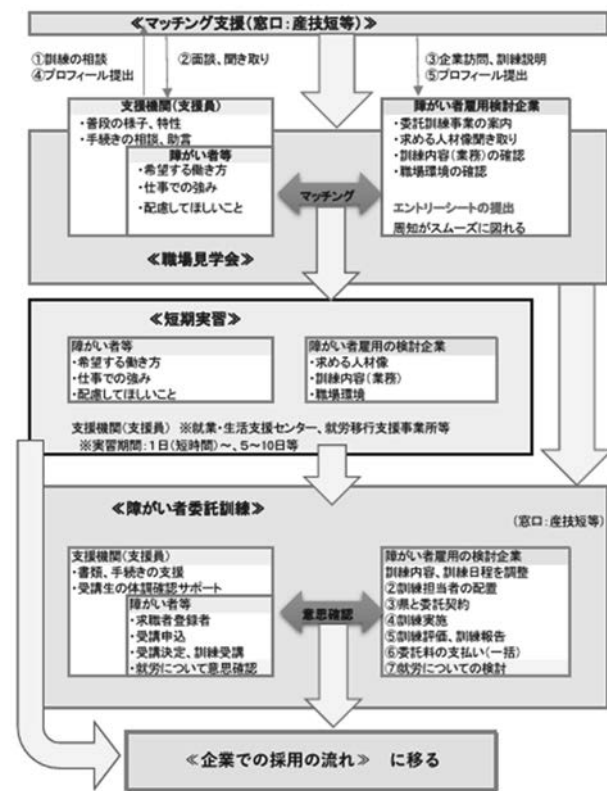 ≪マッチング支援(窓口:産技短等)≫
①訓練の相談
④プロフィール提出
②面談、聞き取り
③企業訪問、訓練説明
⑤プロフィール提出
支援機関(支援員)
・普段の様子、特性
・手続きの相談、助言
障がい者等
・希望する働き方
・仕事での強み
・配慮してほしいこと
マッチング
障がい者雇用検討企業
・委託訓練事業の案内
・求める人材像聞き取り
・訓練内容(業務)の確認
・職場環境の確認
エントリーシートの提出
周知がスムーズに図れる
≪職場見学会≫
≪短期実習≫
障がい者等
・希望する働き方
・仕事での強み
・配慮してほしいこと
障がい者雇用の検討企業
・求める人材像
・訓練内容(業務)
・職場環境
支援機関(支援員) ※就業・生活支援センター、就労移行支援事業所等
※実習期間:1日(短時間)~、5~10日等
≪障がい者委託訓練≫
(窓口:産技短等)
支援機関(支援員)
・書類、手続きの支援
・受講生の体調確認サポート
障がい者等
・求職者登録者
・受講申込
・受講決定、訓練受講
・就労について意思確認
意思確認
障がい者雇用の検討企業
訓練内容、訓練日程を調整
②訓練担当者の配置
③県と委託契約
④訓練実施
⑤訓練評価、訓練報告
⑥委託料の支払い(一括)
⑦就労についての検討
≪企業での採用の流れ≫ に移る